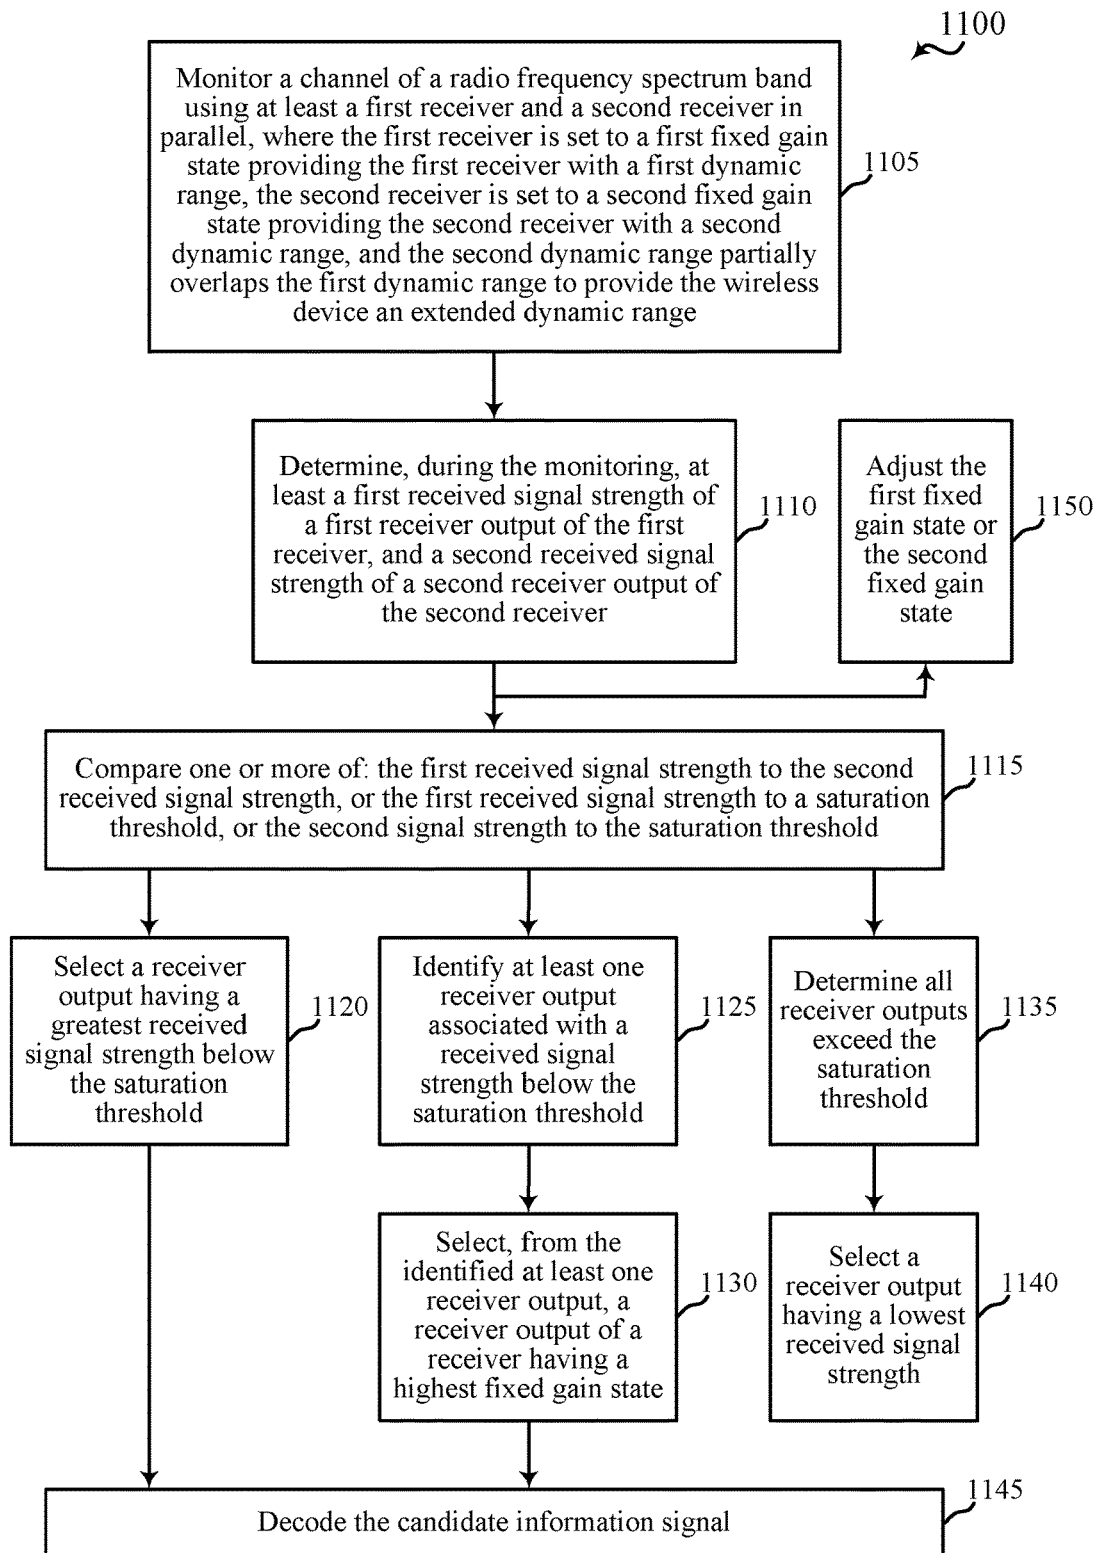 1100
Monitor a channel of a radio frequency spectrum band
using at least a first receiver and a second receiver in
parallel, where the first receiver is set to a first fixed gain
state providing the first receiver with a first dynamic
range, the second receiver is set to a second fixed gain
state providing the second receiver with a second
dynamic range, and the second dynamic range partially
overlaps the first dynamic range to provide the wireless
device an extended dynamic range
1105
Determine, during the monitoring, at
least a first received signal strength of
a first receiver output of the first
receiver, and a second received signal
strength of a second receiver output of
the second receiver
1110
Adjust the
first fixed
gain state or
the second
fixed gain
state
1150
Compare one or more of: the first received signal strength to the second
received signal strength, or the first received signal strength to a saturation
threshold, or the second signal strength to the saturation threshold
1115
Select a receiver
output having a
greatest received
signal strength below
the saturation
threshold
1120
Identify at least one
receiver output
associated with a
received signal
strength below the
saturation threshold
1125
Determine all
receiver outputs
exceed the
saturation
threshold
1135
Select, from the
identified at least one
receiver output, a
receiver output of a
receiver having a
highest fixed gain state
1130
Select a
receiver output
having a lowest
received signal
strength
1140
Decode the candidate information signal
1145